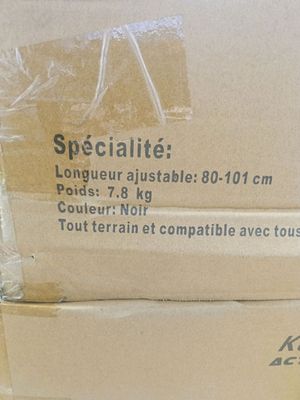 Spécialité:
Longueur ajustable: 80-101 cm
Poids: 7.8 kg
Couleur: Noir
Tout terrain et compatible avec tous